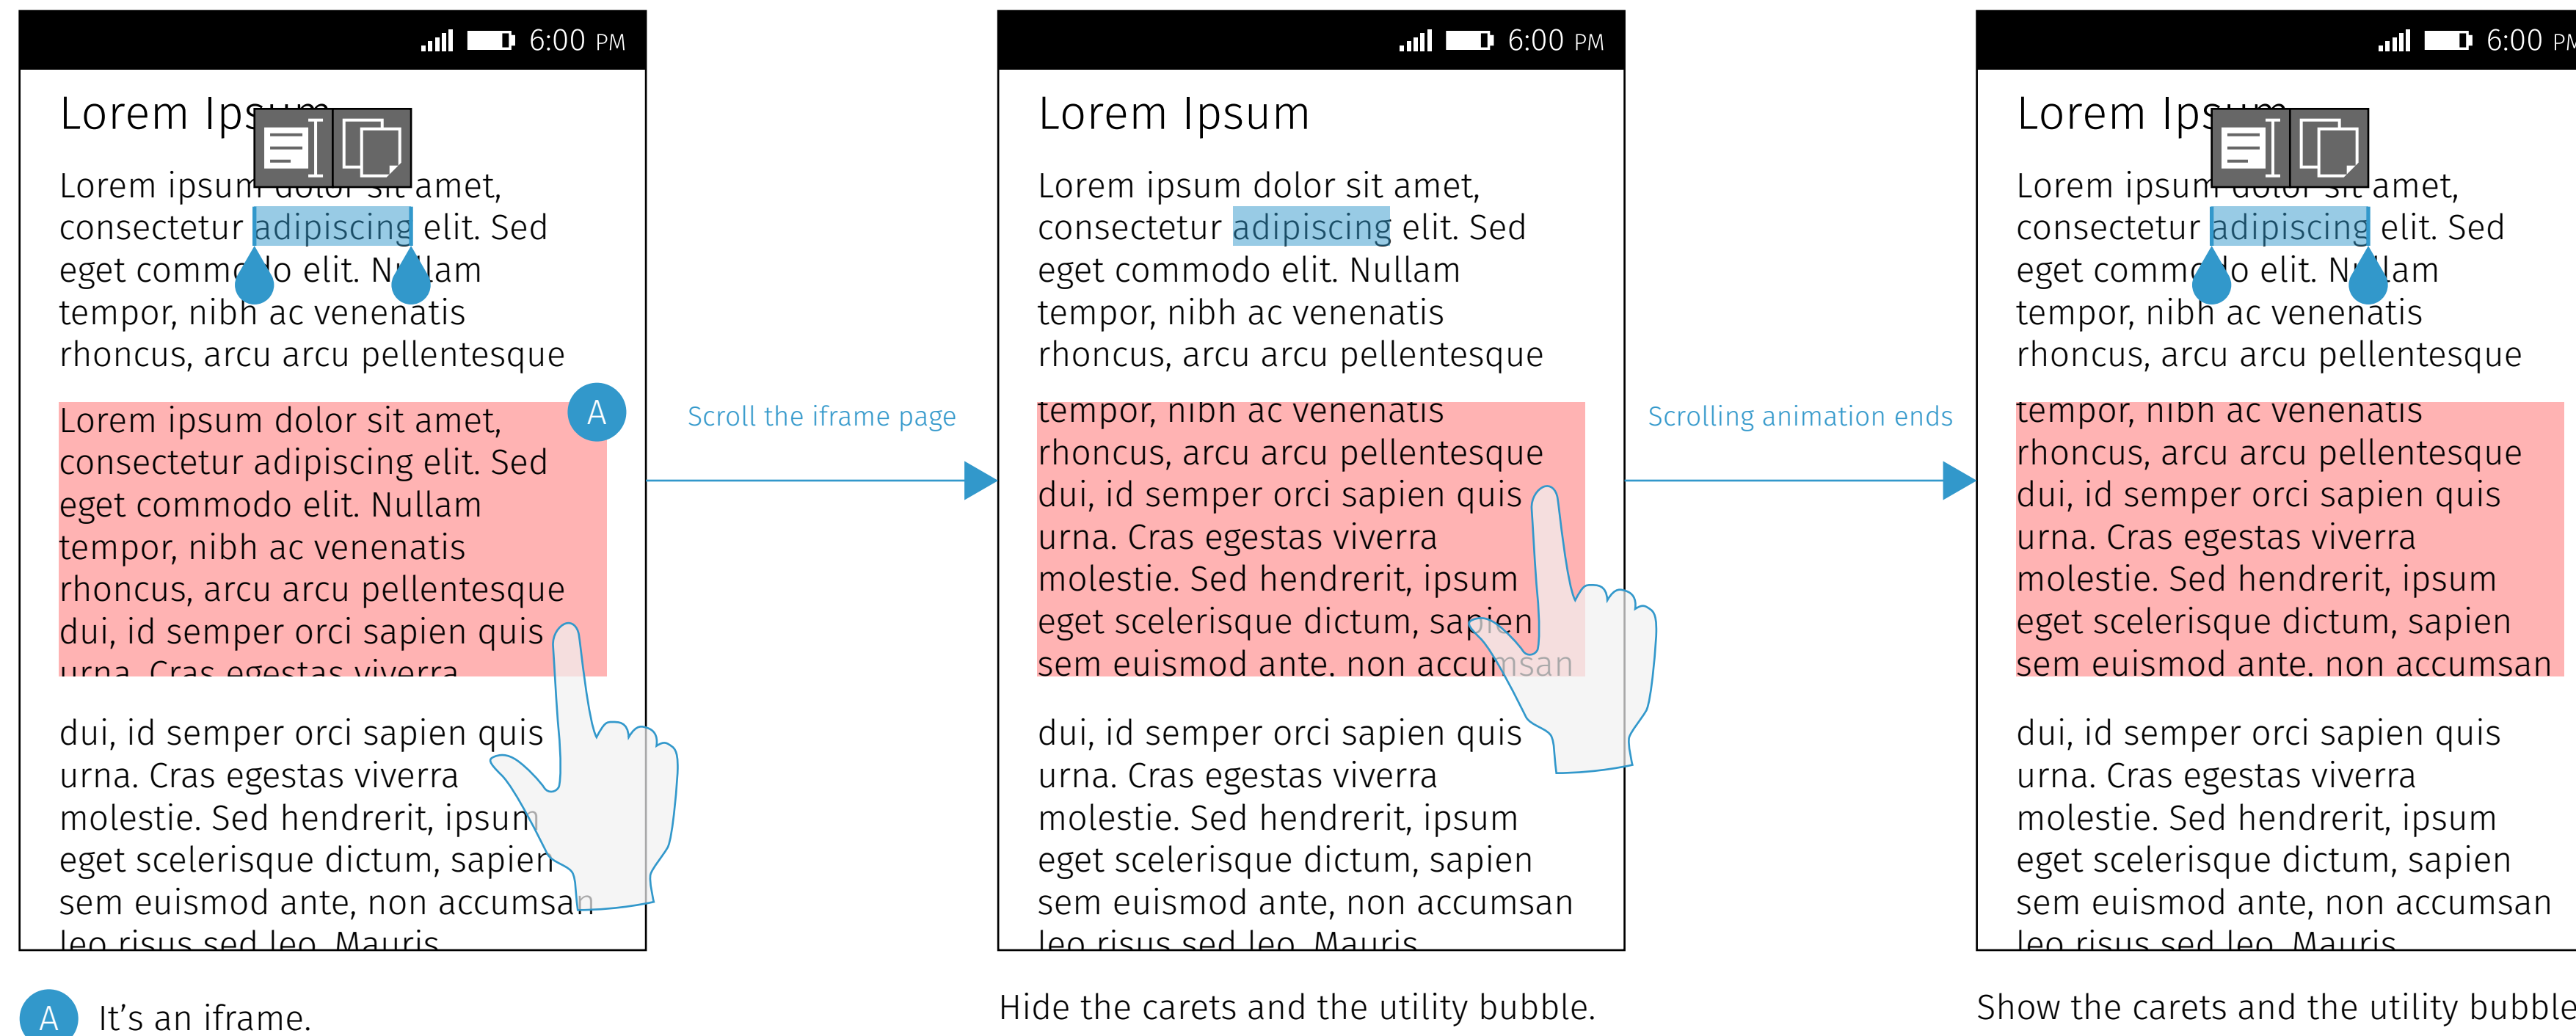 6:00 PM
Lorem Ips
Lorem ipsum dolor sit amet,
consectetur adipiscing elit. Sed
eget commodo elit. Nullam
tempor, nibh ac venenatis
rhoncus, arcu arcu pellentesque
A
Lorem ipsum dolor sit amet,
consectetur adipiscing elit. Sed
eget commodo elit. Nullam
tempor, nibh ac venenatis
rhoncus, arcu arcu pellentesque
dui, id semper orci sapien quis
urna. Cras egestas viverra
dui, id semper orci sapien quis
urna. Cras egestas viverra
molestie. Sed hendrerit, ipsum
eget scelerisque dictum, sapien
sem euismod ante, non accumsan
leo risus sed leo. Mauris
A It’s an iframe.
Scroll the iframe page
6:00 PM
Lorem Ipsum
Lorem ipsum dolor sit amet,
consectetur adipiscing elit. Sed
eget commodo elit. Nullam
tempor, nibh ac venenatis
rhoncus, arcu arcu pellentesque
tempor, nibh ac venenatis
rhoncus, arcu arcu pellentesque
dui, id semper orci sapien quis
urna. Cras egestas viverra
molestie. Sed hendrerit, ipsum
eget scelerisque dictum, sapien
sem euismod ante, non accumsan
dui, id semper orci sapien quis
urna. Cras egestas viverra
molestie. Sed hendrerit, ipsum
eget scelerisque dictum, sapien
sem euismod ante, non accumsan
leo risus sed leo. Mauris
Hide the carets and the utility bubble.
Scrolling animation ends
6:00 PM
Lorem Ips
Lorem ipsum dolor sit amet,
consectetur adipiscing elit. Sed
eget commodo elit. Nullam
tempor, nibh ac venenatis
rhoncus, arcu arcu pellentesque
tempor, nibh ac venenatis
rhoncus, arcu arcu pellentesque
dui, id semper orci sapien quis
urna. Cras egestas viverra
molestie. Sed hendrerit, ipsum
eget scelerisque dictum, sapien
sem euismod ante, non accumsan
dui, id semper orci sapien quis
urna. Cras egestas viverra
molestie. Sed hendrerit, ipsum
eget scelerisque dictum, sapien
sem euismod ante, non accumsan
leo risus sed leo. Mauris
Show the carets and the utility bubble